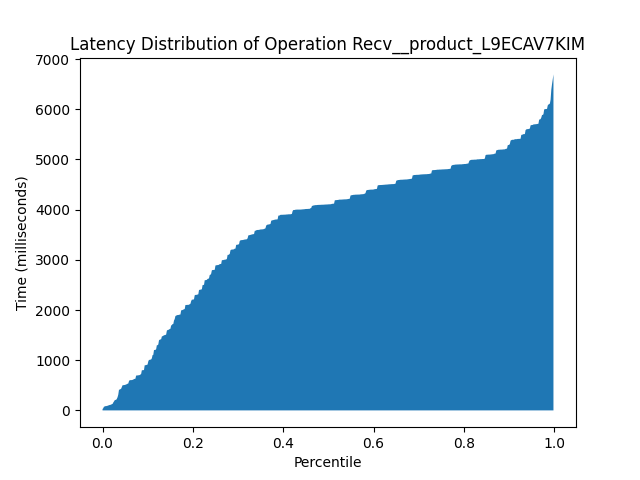 Latency Distribution of Operation Recv__product_L9ECAV7KIM
7000
6000
5000
4000
3000
2000
1000
0
Time (milliseconds)
0.0 0.2 0.4 0.6 0.8 1.0
Percentile